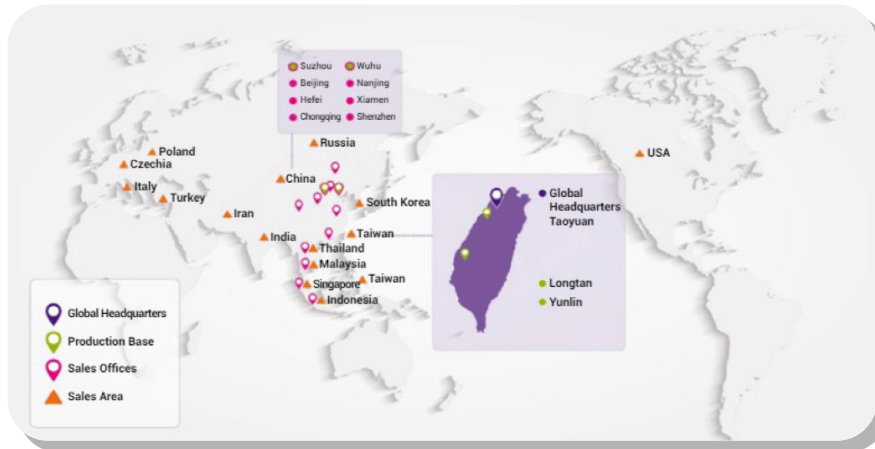 Suzhou
Wuhu
Beijing
Nanjing
Hefei
Xiamen
Chongqing
Shenzhen
Russia
Poland
Czechia
Italy
Turkey
Iran
China
South Korea
India
Taiwan
Thailand
Malaysia
Taiwan
Singapore
Indonesia
USA
Global
Headquarters
Taoyuan
Longtan
Yunlin
Global Headquarters
Production Base
Sales Offices
Sales Area